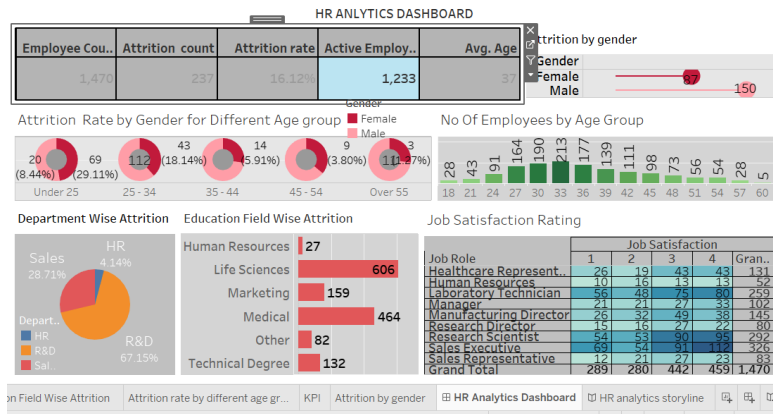 HR ANLYTICS DASHBOARD
Employee Cou.. Attrition count Attrition rate Active Employ.. Avg. Age
1,470 237 16.12% 1,233 37
ttrition by gender
Gender
Female 87
Male 150
Attrition Rate by Gender for Different Age group
Gender
Female
Male
20 (8.44%)
69 (29.11%)
112
43 (18.14%)
14 (5.91%)
9 (3.80%)
3 (1.27%)
11
Under 25 25 - 34 35 - 44 45 - 54 Over 55
No Of Employees by Age Group
28 43 91 164 190 213 177 139 111 98 73 56 54 28 5
18 21 24 27 30 33 36 39 42 45 48 51 54 57 60
Department Wise Attrition
HR
4.14%
Sales
28.71%
R&D
67.15%
Depart..
HR
R&D
Sal..
Education Field Wise Attrition
Human Resources 27
Life Sciences 606
Marketing 159
Medical 464
Other 82
Technical Degree 132
Job Satisfaction Rating
Job Satisfaction
Job Role 1 2 3 4 Gran..
Healthcare Represent.. 26 19 43 43 131
Human Resources 10 16 13 13 52
Laboratory Technician 56 48 75 80 259
Manager 21 21 27 33 102
Manufacturing Director 26 32 49 38 145
Research Director 15 16 27 22 80
Research Scientist 54 53 90 95 292
Sales Executive 69 54 91 112 326
Sales Representative 12 21 27 23 83
Grand Total 289 280 442 459 1,470
on Field Wise Attrition Attrition rate by different age gr... KPI Attrition by gender HR Analytics Dashboard HR analytics storyline